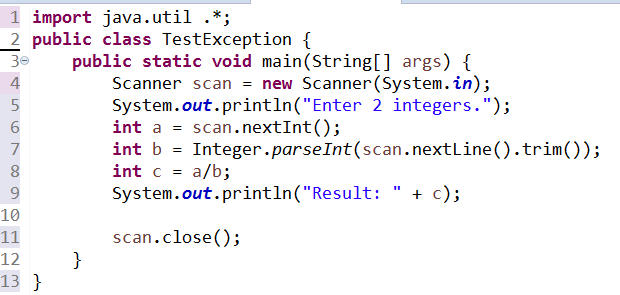 1 import java.util .*;
2 public class TestException {
3 public static void main(String[] args) {
4 Scanner scan = new Scanner(System.in);
5 System.out.println("Enter 2 integers.");
6 int a = scan.nextInt();
7 int b = Integer.parseInt(scan.nextLine().trim());
8 int c = a/b;
9 System.out.println("Result: " + c);
10
11 scan.close();
12 }
13 }